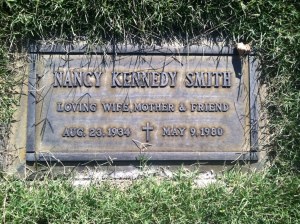 NANCY KENNEDY SMITH
LOVING WIFE, MOTHER & FRIEND
AUG. 23, 1934 MAY 9, 1980